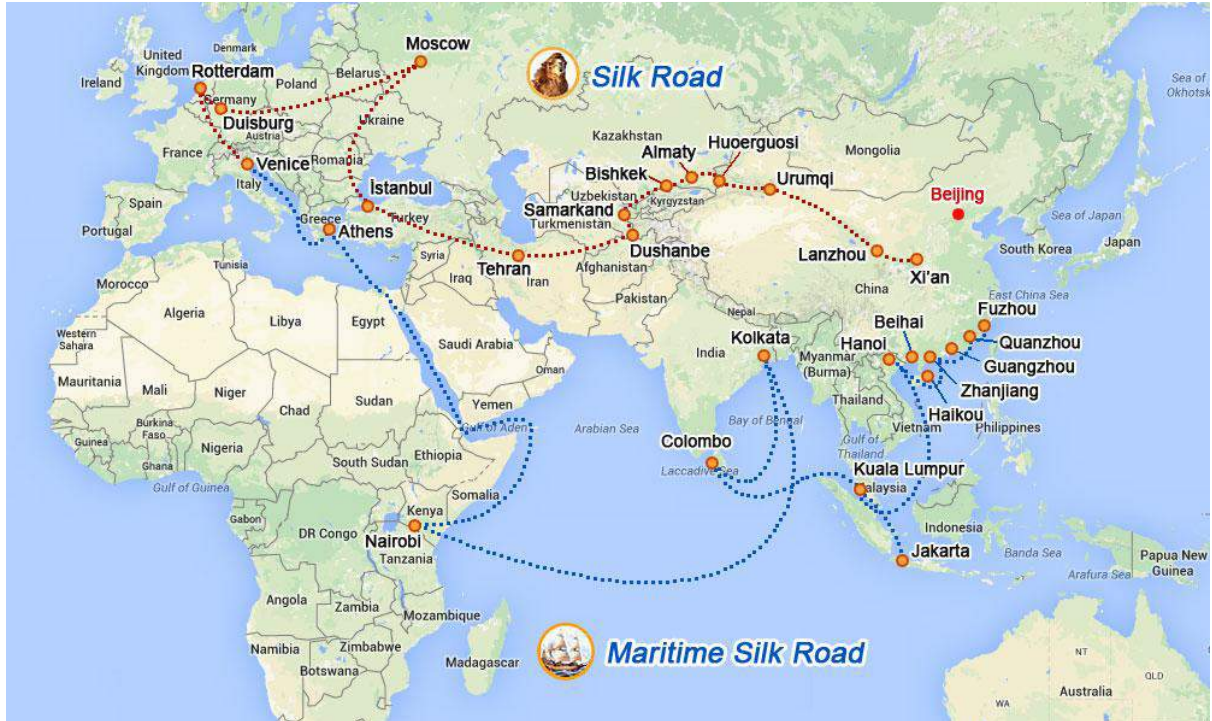 Moscow
Silk Road
United
Kingdom
Ireland
Denmark
Rotterdam
Poland
Belarus
Germany
Duisburg
Ukraine
Austria
France
Venice
Romania
Italy
Spain
Portugal
İstanbul
Greece
Turkey
Athens
Kazakhstan
Mongolia
Almaty
Huoerguosi
Bishkek
Urumqi
Uzbekistan
Kyrgyzstan
Samarkand
Turkmenistan
Dushanbe
Tehran
Iran
Afghanistan
Syria
Iraq
Pakistan
Beijing
Lanzhou
Xi'an
China
Sea of
Okhotsk
Sea of Japan
South Korea
Japan
East China Sea
Tunisia
Morocco
Algeria
Libya
Egypt
Western
Sahara
Saudi Arabia
Oman
Yemen
Gulf of Aden
Mauritania
Mali
Niger
Chad
Sudan
Burkina
Faso
Guinea
Ghana
Nigeria
Gulf of Guinea
South Sudan
Ethiopia
Somalia
Kenya
Nairobi
Gabon
DR Congo
Tanzania
Angola
Zambia
Mozambique
Namibia
Zimbabwe
Botswana
Madagascar
Nepal
India
Kolkata
Arabian Sea
Bay of Bengal
Colombo
Laccadive Sea
Myanmar
(Burma)
Thailand
Gulf of
Thailand
Beihai
Hanoi
Fuzhou
Quanzhou
Guangzhou
Zhanjiang
Haikou
Vietnam
Philippines
Kuala Lumpur
Malaysia
Indonesia
Jakarta
Banda Sea
Arafura Sea
Papua New
Guinea
Maritime Silk Road
NT
QLD
Australia
WA